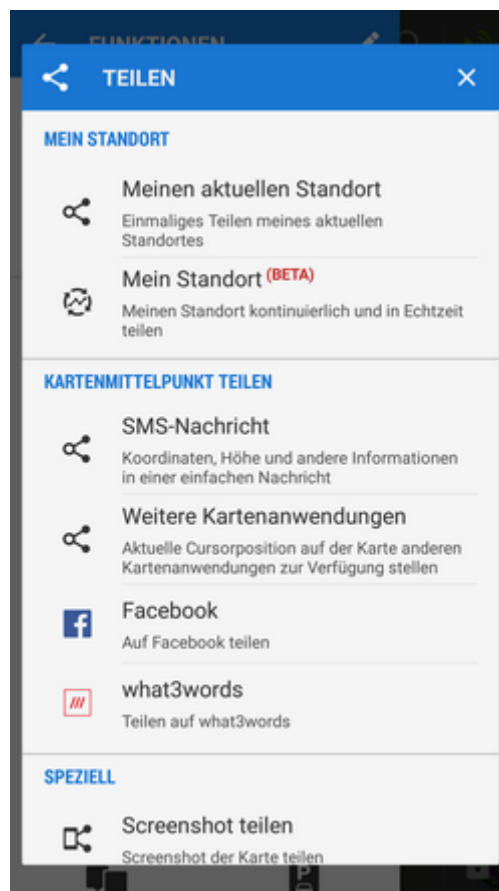 FUNKTIONEN
TEILEN
MEIN STANDORT
Meinen aktuellen Standort
Einmaliges Teilen meines aktuellen
Standortes
Mein Standort (BETA)
Meinen Standort kontinuierlich und in Echtzeit
teilen
KARTENMITTELPUNKT TEILEN
SMS-Nachricht
Koordinaten, Höhe und andere Informationen
in einer einfachen Nachricht
Weitere Kartenanwendungen
Aktuelle Cursorposition auf der Karte anderen
Kartenanwendungen zur Verfügung stellen
Facebook
Auf Facebook teilen
what3words
Teilen auf what3words
SPEZIELL
Screenshot teilen
Screenshot der Karte teilen